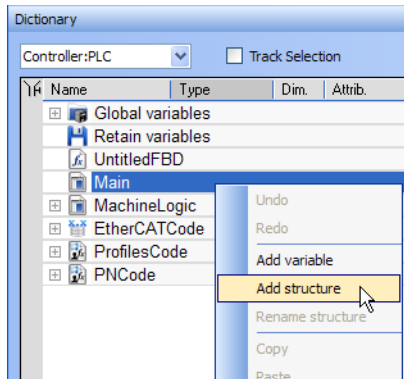 Dictionary
Controller:PLC Track Selection
Name Type Dim. Attrib.
Global variables
Retain variables
UntitledFBD
Main
MachineLogic
EtherCATCode
ProfilesCode
PNCode
Undo
Redo
Add variable
Add structure
Rename structure
Copy
Paste